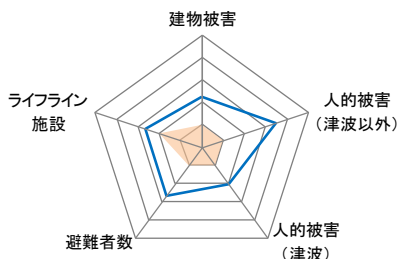 建物被害
ライフライン
施設
人的被害
（津波以外）
避難者数
人的被害
（津波）